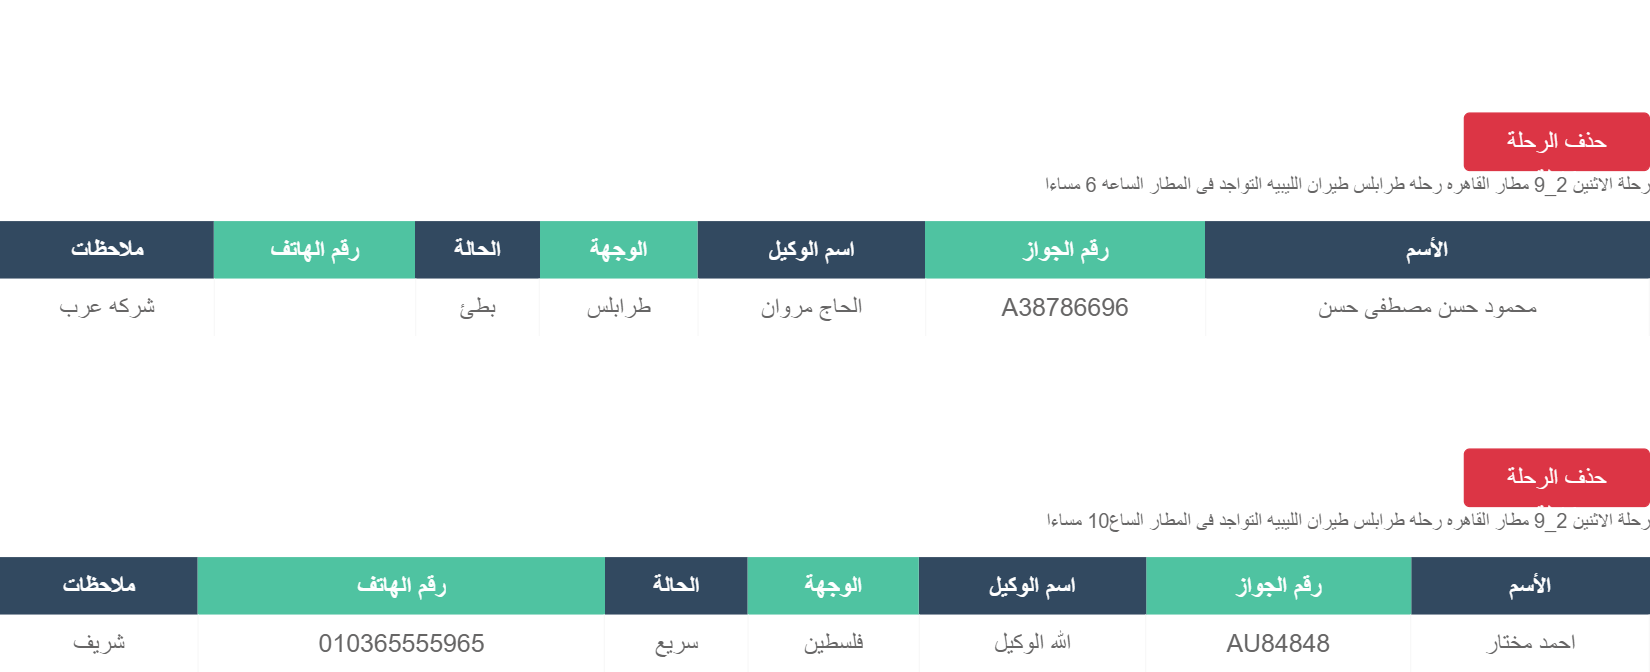 حذف الرحلة
رحلة الاثنين 2_9 مطار القاهره رحله طرابلس طيران الليبيه التواجد فى المطار الساعه 6 مساءا
الأسم رقم الجواز اسم الوكيل الوجهة الحالة رقم الهاتف ملاحظات
محمود حسن مصطفى حسن A38786696 الحاج مروان طرابلس بطئ شركه عرب
حذف الرحلة
رحلة الاثنين 2_9 مطار القاهره رحله طرابلس طيران الليبيه التواجد فى المطار الساع10 مساءا
الأسم رقم الجواز اسم الوكيل الوجهة الحالة رقم الهاتف ملاحظات
احمد مختار AU84848 الله الوكيل فلسطين سريع 010365555965 شريف